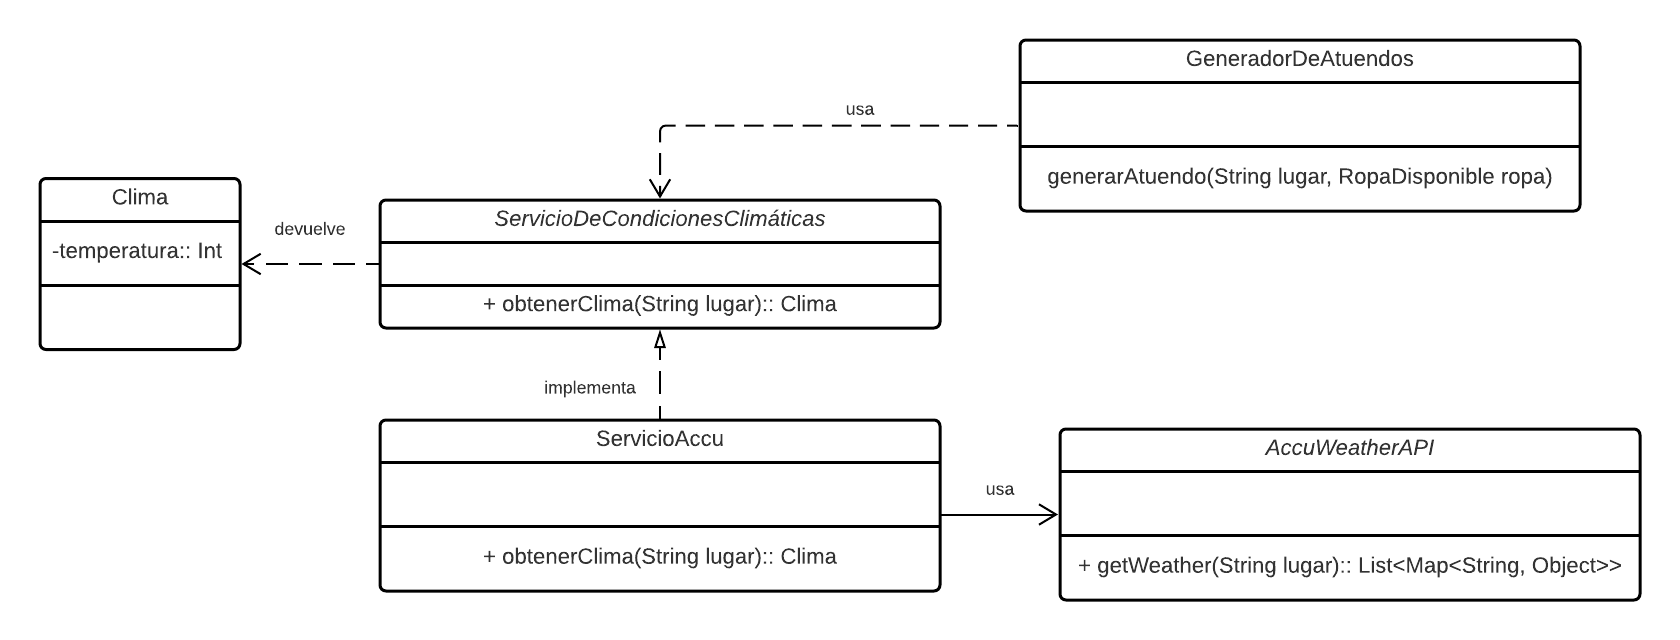 GeneradorDeAtuendos
generarAtuendo(String lugar, RopaDisponible ropa)
usa
Clima
-temperatura:: Int
devuelve
ServicioDeCondicionesClimáticas
+ obtenerClima(String lugar):: Clima
implementa
ServicioAccu
+ obtenerClima(String lugar):: Clima
usa
AccuWeatherAPI
+ getWeather(String lugar):: List<Map<String, Object>>